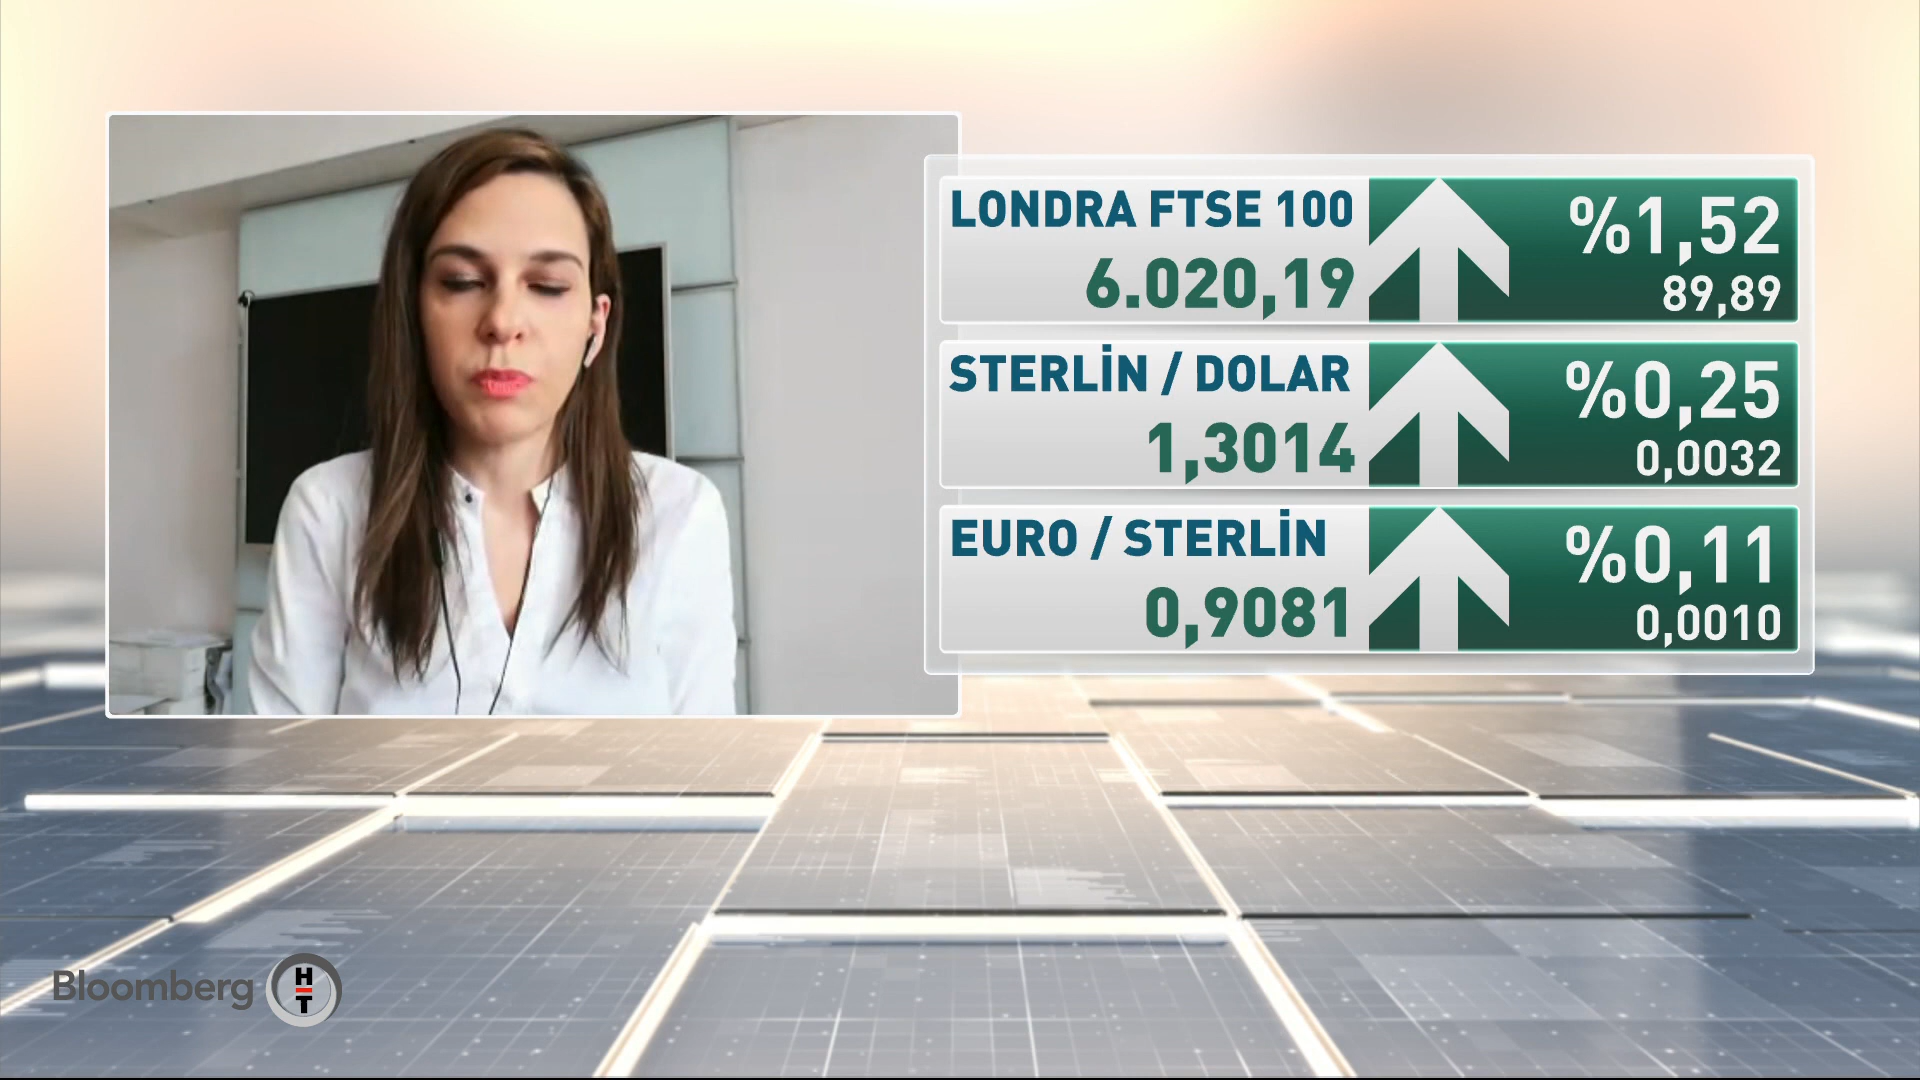 LONDRA FTSE 100
%1,52
6.020,19
89,89
STERLİN / DOLAR
%0,25
1,3014
0,0032
EURO / STERLİN
%0,11
0,9081
0,0010
Bloomberg HT